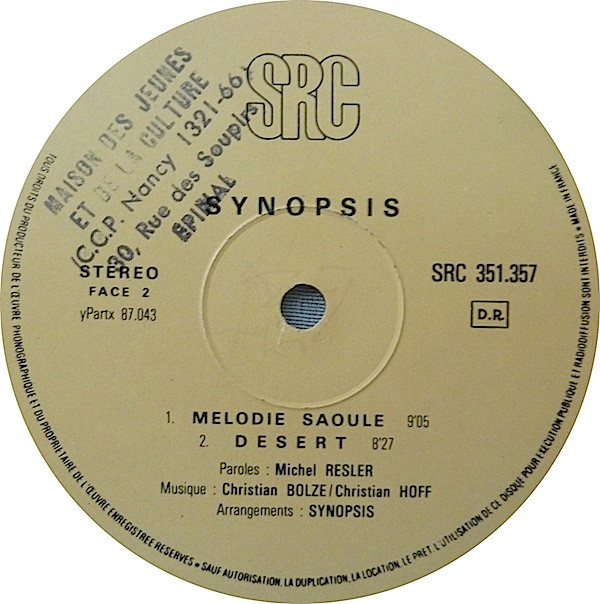 SRC
MAISON DES JEUNES
ET DE LA CULTURE
(C.C.P. Nancy 1321-66)
30, Rue des Soupirs
EPINAL
SYNOPSIS
STEREO
FACE 2
yPartx 87.043
SRC 351.357
D.R.
1. MELODIE SAOULE 9'05
2. DESERT 8'27
Paroles : Michel RESLER
Musique : Christian BOLZE/Christian HOFF
Arrangements : SYNOPSIS
TOUS DROITS DU PRODUCTEUR DE L'ŒUVRE PHONOGRAPHIQUE ET DU PROPRIETAIRE DE L'ŒUVRE ENREGISTREE RESERVES • SAUF AUTORISATION, LA DUPLICATION, LA LOCATION, LE PRET, L'UTILISATION DE CE DISQUE POUR EXECUTION PUBLIQUE ET RADIODIFFUSION SONT INTERDITS • MADE IN FRANCE